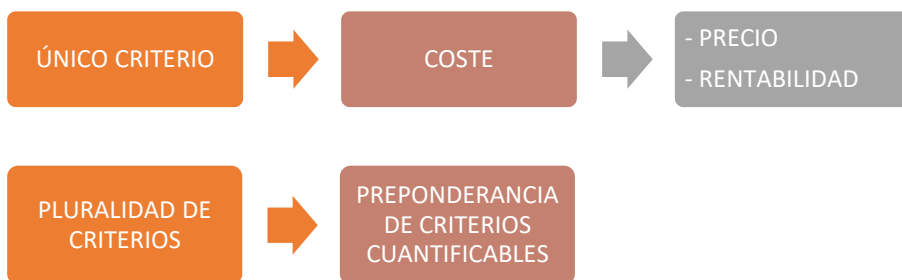 ÚNICO CRITERIO
COSTE
- PRECIO
- RENTABILIDAD
PLURALIDAD DE
CRITERIOS
PREPONDERANCIA
DE CRITERIOS
CUANTIFICABLES